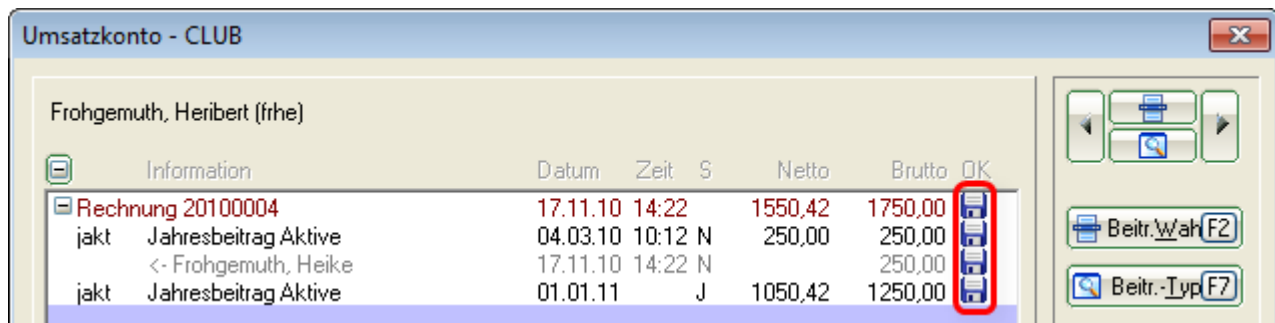 Umsatzkonto - CLUB
Frohgemuth, Heribert (frhe)
Information Datum Zeit S Netto Brutto OK
Rechnung 20100004 17.11.10 14:22 1550,42 1750,00
jakt Jahresbeitrag Aktive 04.03.10 10:12 N 250,00 250,00
<- Frohgemuth, Heike 17.11.10 14:22 N 250,00
jakt Jahresbeitrag Aktive 01.01.11 J 1050,42 1250,00
Beitr.Wah F2
Beitr.-Typ F7